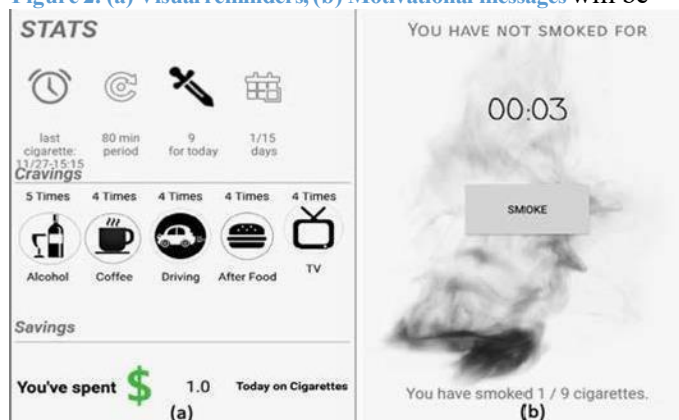 Figure 2. (a) Visual reminders, (b) Motivational messages will be
STATS
last cigarette: 11/27-15:15
80 min period
9 for today
1/15 days
Cravings
5 Times 4 Times 4 Times 4 Times 4 Times
Alcohol Coffee Driving After Food TV
Savings
You've spent $ 1.0 Today on Cigarettes
(a)
YOU HAVE NOT SMOKED FOR
00:03
SMOKE
You have smoked 1 / 9 cigarettes.
(b)